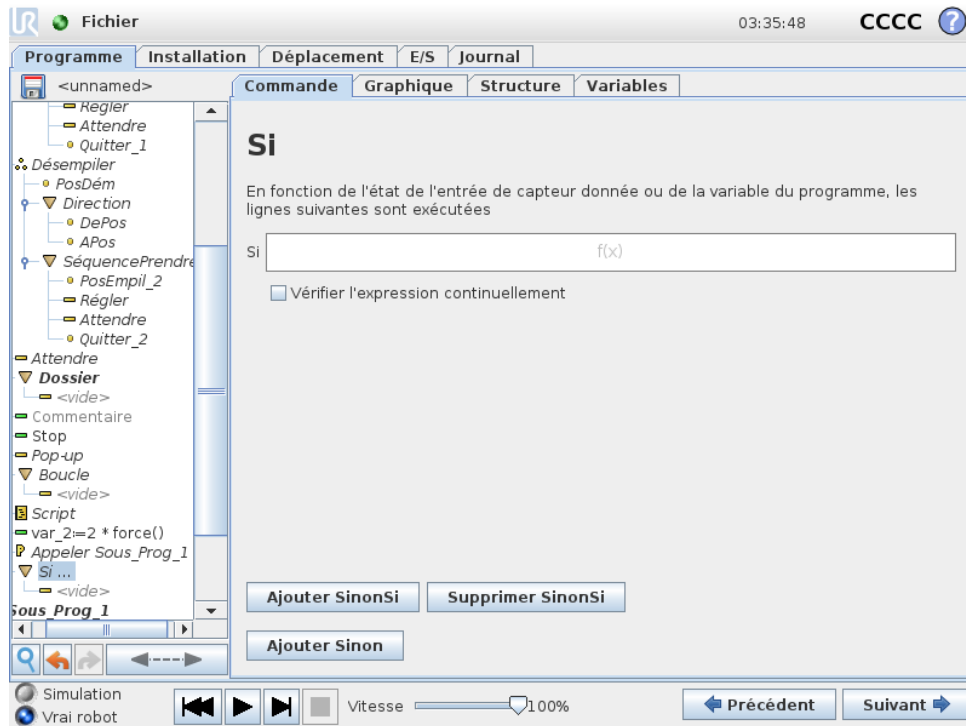 UR Fichier 03:35:48 CCCC ?
Programme Installation Déplacement E/S Journal
<unnamed> Commande Graphique Structure Variables
Régler
Attendre
Quitter_1
Désempiler
PosDém
Direction
DePos
APos
SéquencePrendre
PosEmpil_2
Régler
Attendre
Quitter_2
Attendre
Dossier
<vide>
Commentaire
Stop
Pop-up
Boucle
<vide>
Script
var_2:=2 * force()
P Appeler Sous_Prog_1
Si ...
<vide>
Sous_Prog_1
Si
En fonction de l'état de l'entrée de capteur donnée ou de la variable du programme, les
lignes suivantes sont exécutées
Si f(x)
Vérifier l'expression continuellement
Ajouter SinonSi Supprimer SinonSi
Ajouter Sinon
Simulation
Vrai robot
Vitesse 100% Précédent Suivant